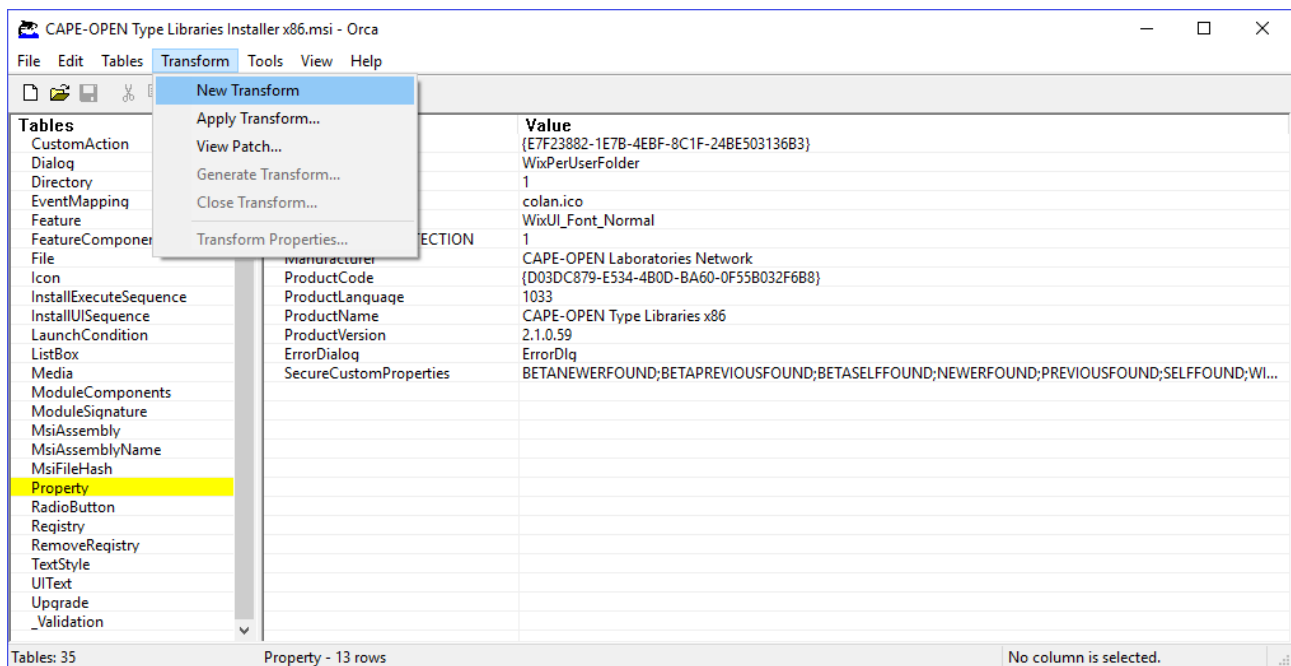 CAPE-OPEN Type Libraries Installer x86.msi - Orca
File Edit Tables Transform Tools View Help
New Transform
Apply Transform...
View Patch...
Generate Transform...
Close Transform...
Transform Properties...
Tables Value
CustomAction {E7F23882-1E7B-4EBF-8C1F-24BE503136B3}
Dialog WixPerUserFolder
Directory 1
EventMapping colan.ico
Feature WixUI_Font_Normal
FeatureComponen ECTION 1
File Manufacturer CAPE-OPEN Laboratories Network
Icon ProductCode {D03DC879-E534-4B0D-BA60-0F55B032F6B8}
InstallExecuteSequence ProductLanguage 1033
InstallUISequence ProductName CAPE-OPEN Type Libraries x86
LaunchCondition ProductVersion 2.1.0.59
ListBox ErrorDialog ErrorDlg
Media SecureCustomProperties BETANEWERFOUND;BETAPREVIOUSFOUND;BETASELFFOUND;NEWERFOUND;PREVIOUSFOUND;SELFFOUND;WI...
ModuleComponents
ModuleSignature
MsiAssembly
MsiAssemblyName
MsiFileHash
Property
RadioButton
Registry
RemoveRegistry
TextStyle
UIText
Upgrade
_Validation
Tables: 35 Property - 13 rows No column is selected.